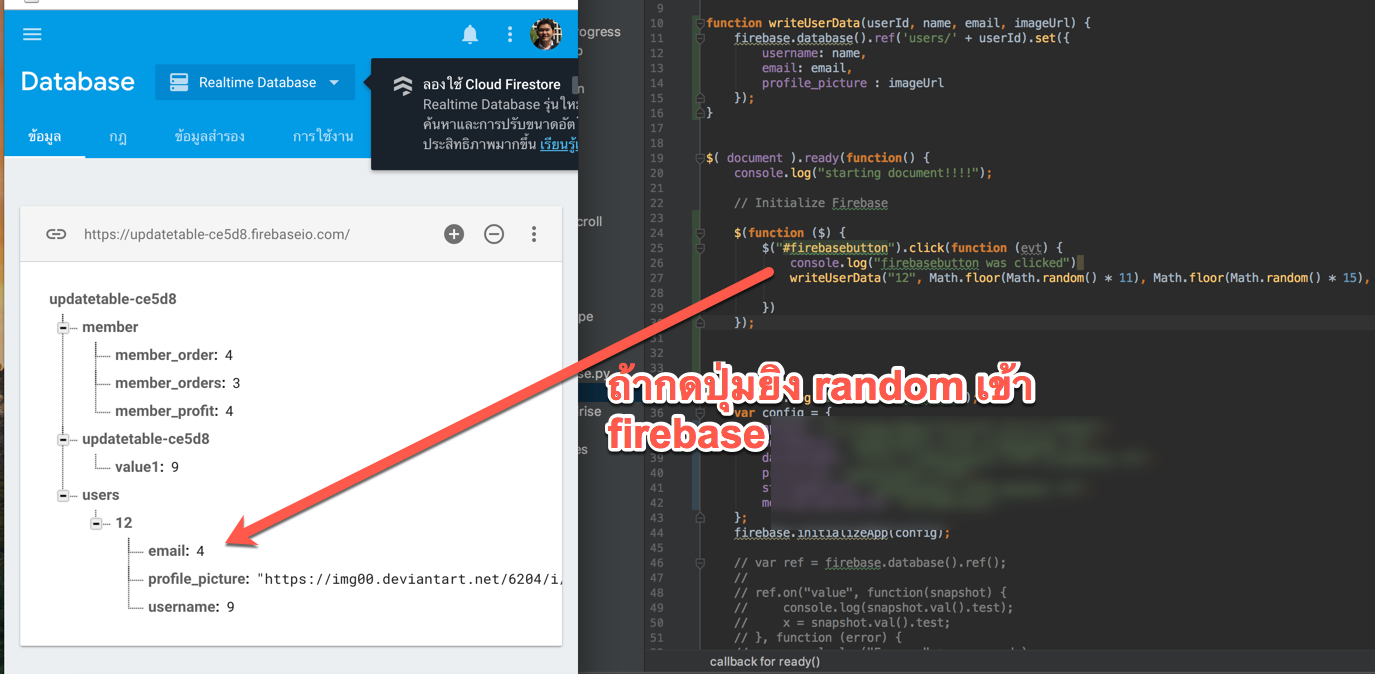 Database
Realtime Database
ลองใช้ Cloud Firestore
Realtime Database รุ่นใหม่
ค้นหาและการปรับขนาดอัต
ประสิทธิภาพมากขึ้น เรียนรู้
ข้อมูล
กฎ
ข้อมูลสำรอง
การใช้งาน
https://updatetable-ce5d8.firebaseio.com/
updatetable-ce5d8
member
member_order: 4
member_orders: 3
member_profit: 4
updatetable-ce5d8
value1: 9
users
12
email: 4
profile_picture: "https://img00.deviantart.net/6204/i/
username: 9
rogress
croll
pe
se.py
rise
es
9
10 function writeUserData(userId, name, email, imageUrl) {
11 firebase.database().ref('users/' + userId).set({
12 username: name,
13 email: email,
14 profile_picture : imageUrl
15 });
16 }
17
18
19 $( document ).ready(function() {
20 console.log("starting document!!!!");
21
22 // Initialize Firebase
23
24 $(function ($) {
25 $("#firebasebutton").click(function (evt) {
26 console.log("firebasebutton was clicked")
27 writeUserData("12", Math.floor(Math.random() * 11), Math.floor(Math.random() * 15),
28
29 })
30 });
31
32
33
ถ้ากดปุ่มยิง random เข้า
firebase
36 var config = {
39 da
40 p
41 s
42 m
43 };
44 firebase.initializeApp(config);
45
46 // var ref = firebase.database().ref();
47 //
48 // ref.on("value", function(snapshot) {
49 // console.log(snapshot.val().test);
50 // x = snapshot.val().test;
51 // }, function (error) {
callback for ready()